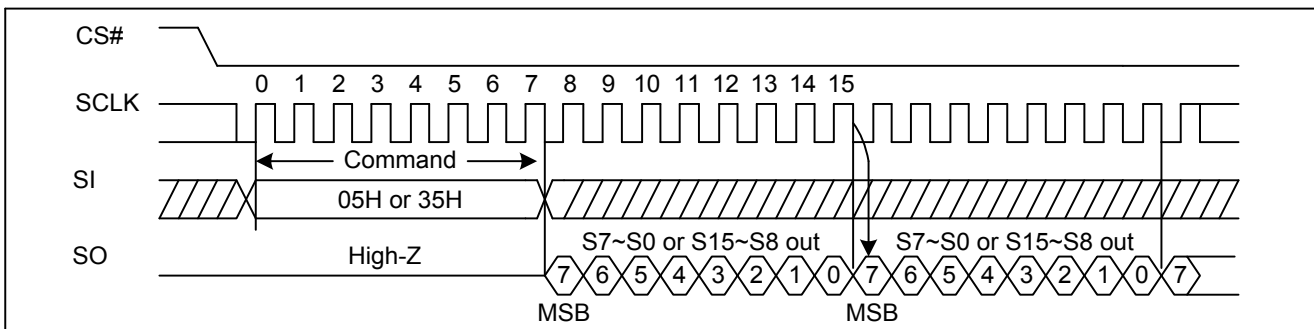 CS#
0 1 2 3 4 5 6 7 8 9 10 11 12 13 14 15
SCLK
Command
SI
05H or 35H
S7~S0 or S15~S8 out S7~S0 or S15~S8 out
SO High-Z
7 6 5 4 3 2 1 0 7 6 5 4 3 2 1 0 7
MSB MSB